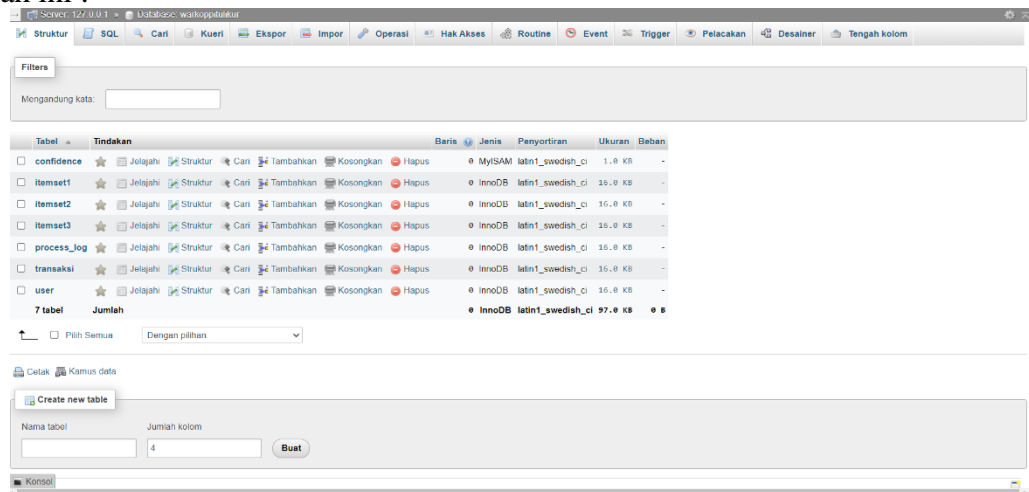 Server: 127.0.0.1 » Database: warkoppitulikur
Struktur SQL Cari Kueri Ekspor Impor Operasi Hak Akses Routine Event Trigger Pelacakan Desainer Tengah kolom
Filters
Mengandung kata:
Tabel Tindakan Baris Jenis Penyortiran Ukuran Beban
confidence Jelajahi Struktur Cari Tambahkan Kosongkan Hapus 0 MyISAM latin1_swedish_ci 1.0 KB -
itemset1 Jelajahi Struktur Cari Tambahkan Kosongkan Hapus 0 InnoDB latin1_swedish_ci 16.0 KB -
itemset2 Jelajahi Struktur Cari Tambahkan Kosongkan Hapus 0 InnoDB latin1_swedish_ci 16.0 KB -
itemset3 Jelajahi Struktur Cari Tambahkan Kosongkan Hapus 0 InnoDB latin1_swedish_ci 16.0 KB -
process_log Jelajahi Struktur Cari Tambahkan Kosongkan Hapus 0 InnoDB latin1_swedish_ci 16.0 KB -
transaksi Jelajahi Struktur Cari Tambahkan Kosongkan Hapus 0 InnoDB latin1_swedish_ci 16.0 KB -
user Jelajahi Struktur Cari Tambahkan Kosongkan Hapus 0 InnoDB latin1_swedish_ci 16.0 KB -
7 tabel Jumlah 0 InnoDB latin1_swedish_ci 97.0 KB 0 B
Pilih Semua Dengan pilihan:
Cetak Kamus data
Create new table
Nama tabel Jumlah kolom
4 Buat
Konsol